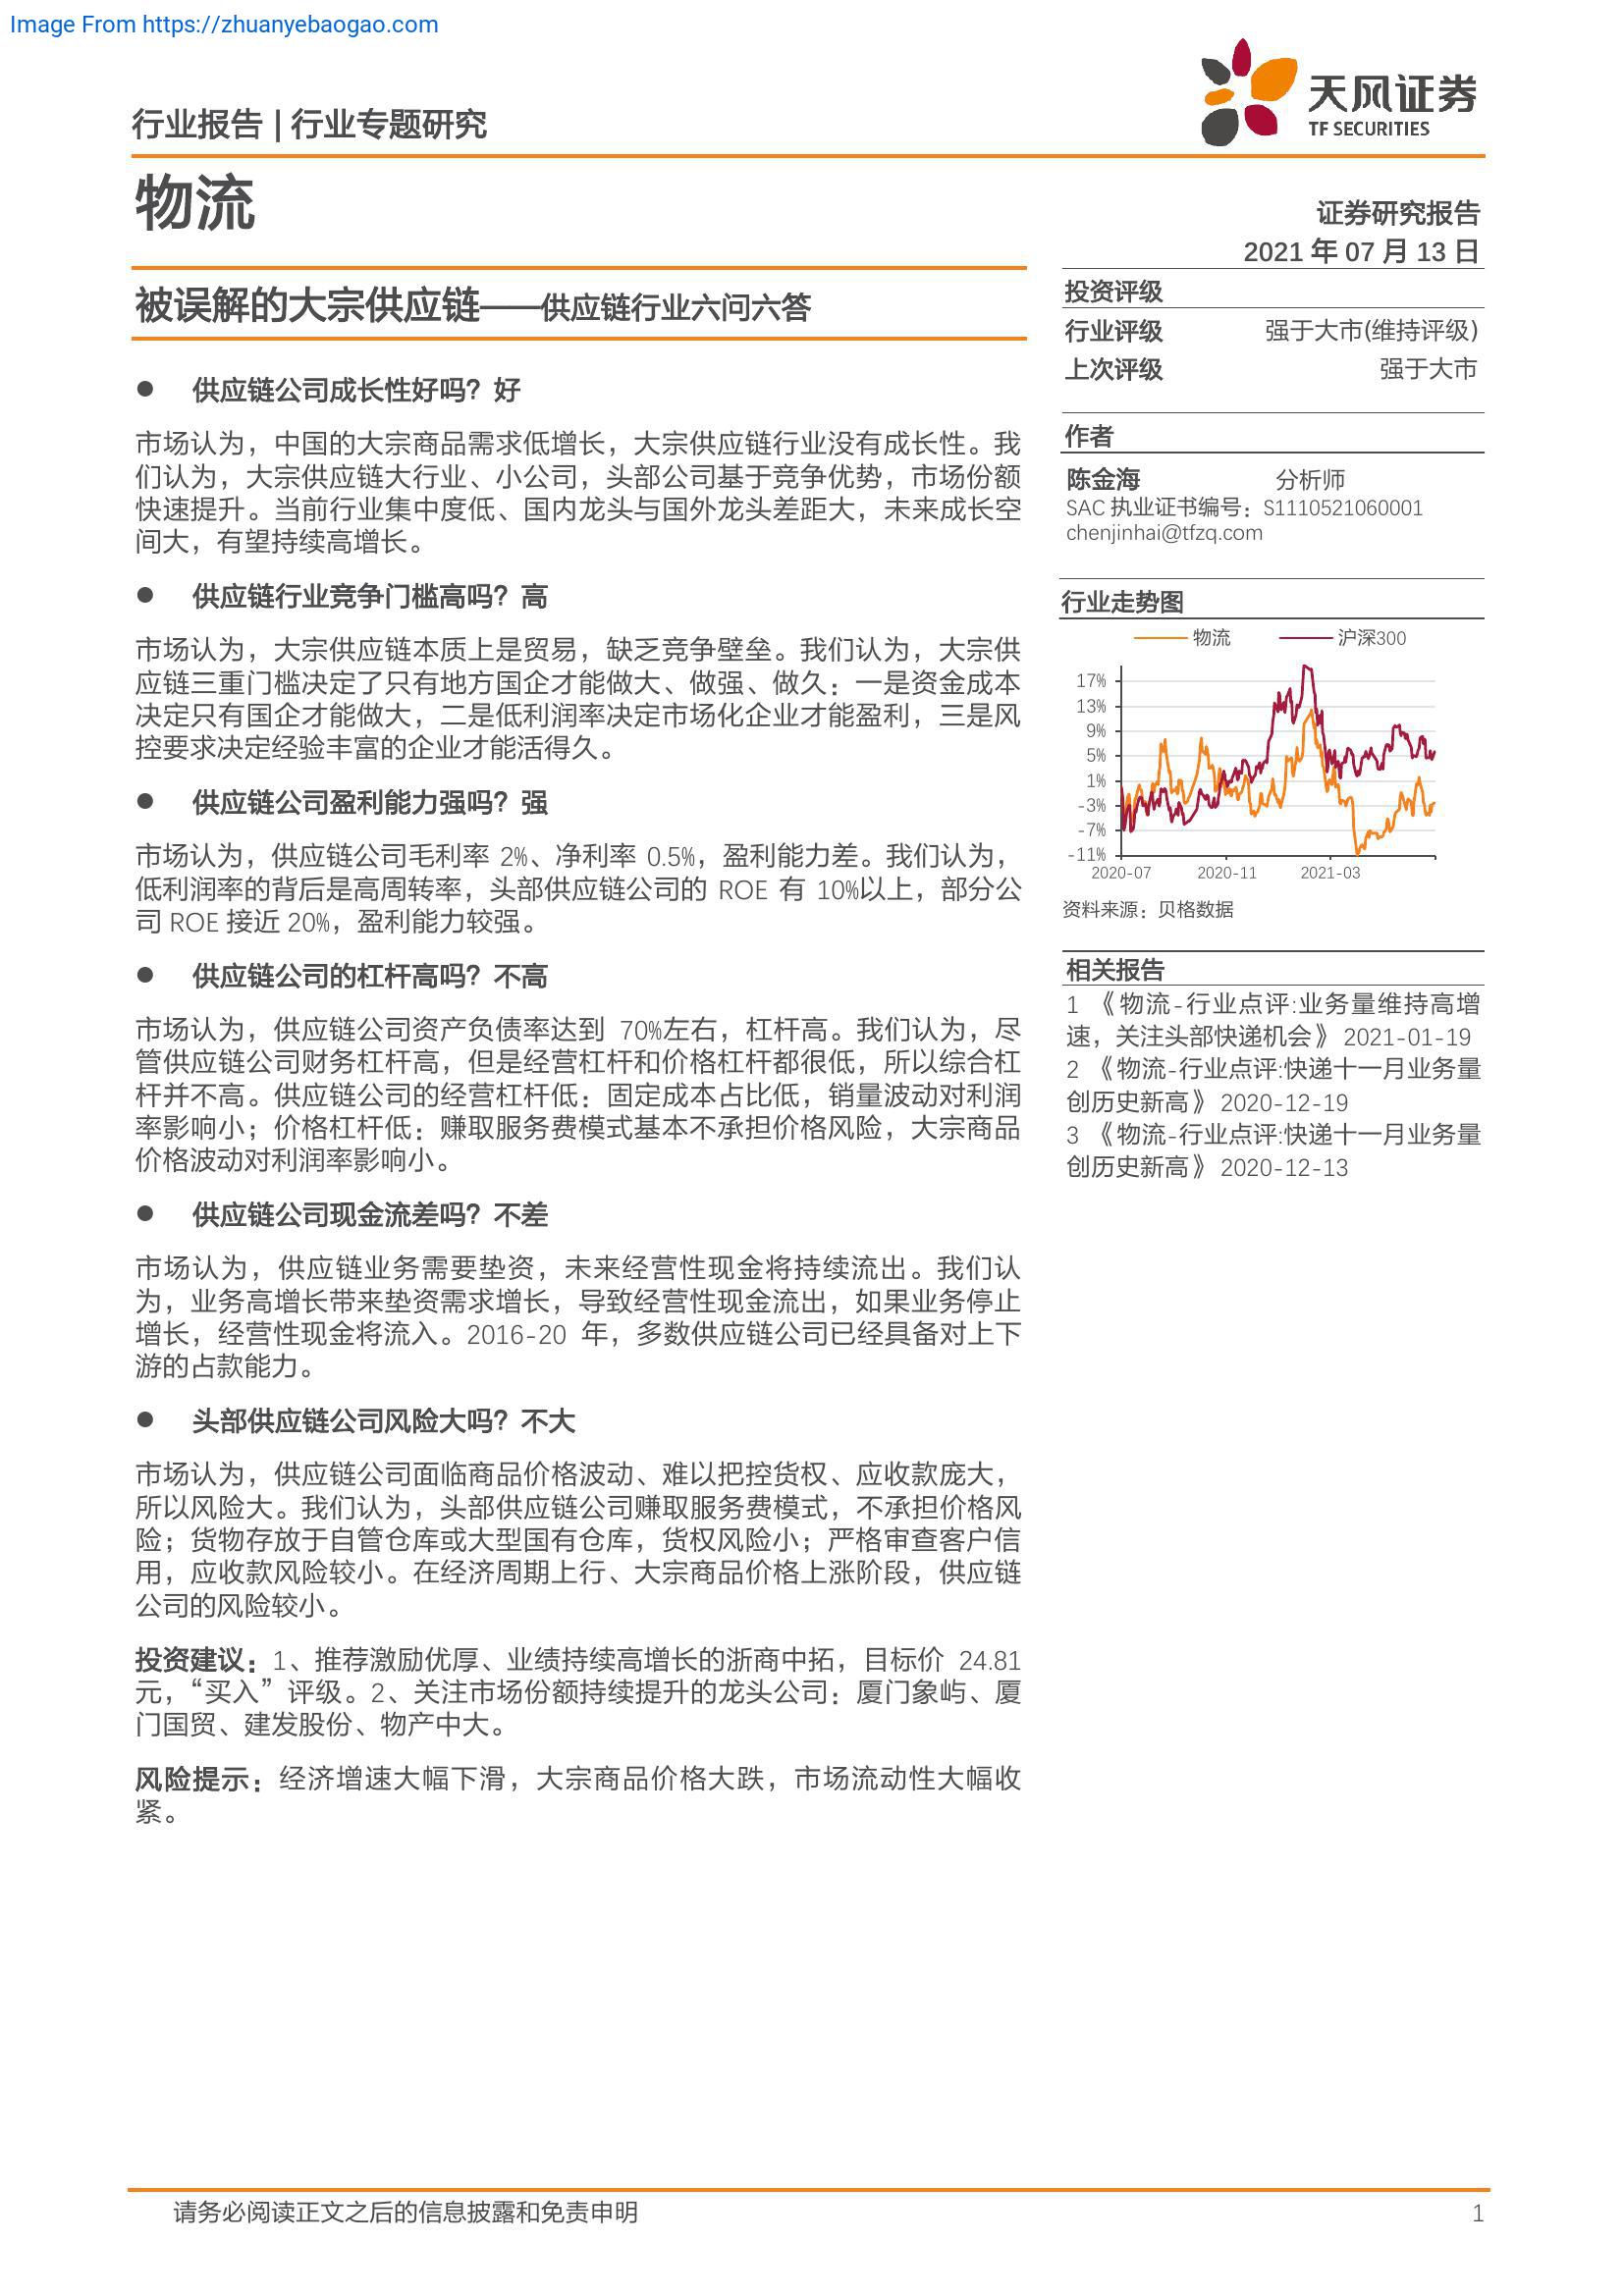 Image From https://zhuanyebaogao.com
天风证券
TF SECURITIES
行业报告 | 行业专题研究
物流
证券研究报告
2021 年 07 月 13 日
被误解的大宗供应链——供应链行业六问六答
● 供应链公司成长性好吗？好
市场认为，中国的大宗商品需求低增长，大宗供应链行业没有成长性。我
们认为，大宗供应链大行业、小公司，头部公司基于竞争优势，市场份额
快速提升。当前行业集中度低、国内龙头与国外龙头差距大，未来成长空
间大，有望持续高增长。
● 供应链行业竞争门槛高吗？高
市场认为，大宗供应链本质上是贸易，缺乏竞争壁垒。我们认为，大宗供
应链三重门槛决定了只有地方国企才能做大、做强、做久：一是资金成本
决定只有国企才能做大，二是低利润率决定市场化企业才能盈利，三是风
控要求决定经验丰富的企业才能活得久。
● 供应链公司盈利能力强吗？强
市场认为，供应链公司毛利率 2%、净利率 0.5%，盈利能力差。我们认为，
低利润率的背后是高周转率，头部供应链公司的 ROE 有 10%以上，部分公
司 ROE 接近 20%，盈利能力较强。
● 供应链公司的杠杆高吗？不高
市场认为，供应链公司资产负债率达到 70%左右，杠杆高。我们认为，尽
管供应链公司财务杠杆高，但是经营杠杆和价格杠杆都很低，所以综合杠
杆并不高。供应链公司的经营杠杆低：固定成本占比低，销量波动对利润
率影响小；价格杠杆低：赚取服务费模式基本不承担价格风险，大宗商品
价格波动对利润率影响小。
● 供应链公司现金流差吗？不差
市场认为，供应链业务需要垫资，未来经营性现金将持续流出。我们认
为，业务高增长带来垫资需求增长，导致经营性现金流出，如果业务停止
增长，经营性现金将流入。2016-20 年，多数供应链公司已经具备对上下
游的占款能力。
● 头部供应链公司风险大吗？不大
市场认为，供应链公司面临商品价格波动、难以把控货权、应收款庞大，
所以风险大。我们认为，头部供应链公司赚取服务费模式，不承担价格风
险；货物存放于自管仓库或大型国有仓库，货权风险小；严格审查客户信
用，应收款风险较小。在经济周期上行、大宗商品价格上涨阶段，供应链
公司的风险较小。
投资建议：1、推荐激励优厚、业绩持续高增长的浙商中拓，目标价 24.81
元，“买入”评级。2、关注市场份额持续提升的龙头公司：厦门象屿、厦
门国贸、建发股份、物产中大。
风险提示：经济增速大幅下滑，大宗商品价格大跌，市场流动性大幅收
紧。
投资评级
行业评级 强于大市(维持评级)
上次评级 强于大市
作者
陈金海 分析师
SAC 执业证书编号：S1110521060001
chenjinhai@tfzq.com
行业走势图
物流 沪深300
17%
13%
9%
5%
1%
-3%
-7%
-11%
2020-07 2020-11 2021-03
资料来源：贝格数据
相关报告
1 《物流-行业点评:业务量维持高增
速，关注头部快递机会》 2021-01-19
2 《物流-行业点评:快递十一月业务量
创历史新高》 2020-12-19
3 《物流-行业点评:快递十一月业务量
创历史新高》 2020-12-13
请务必阅读正文之后的信息披露和免责申明 1